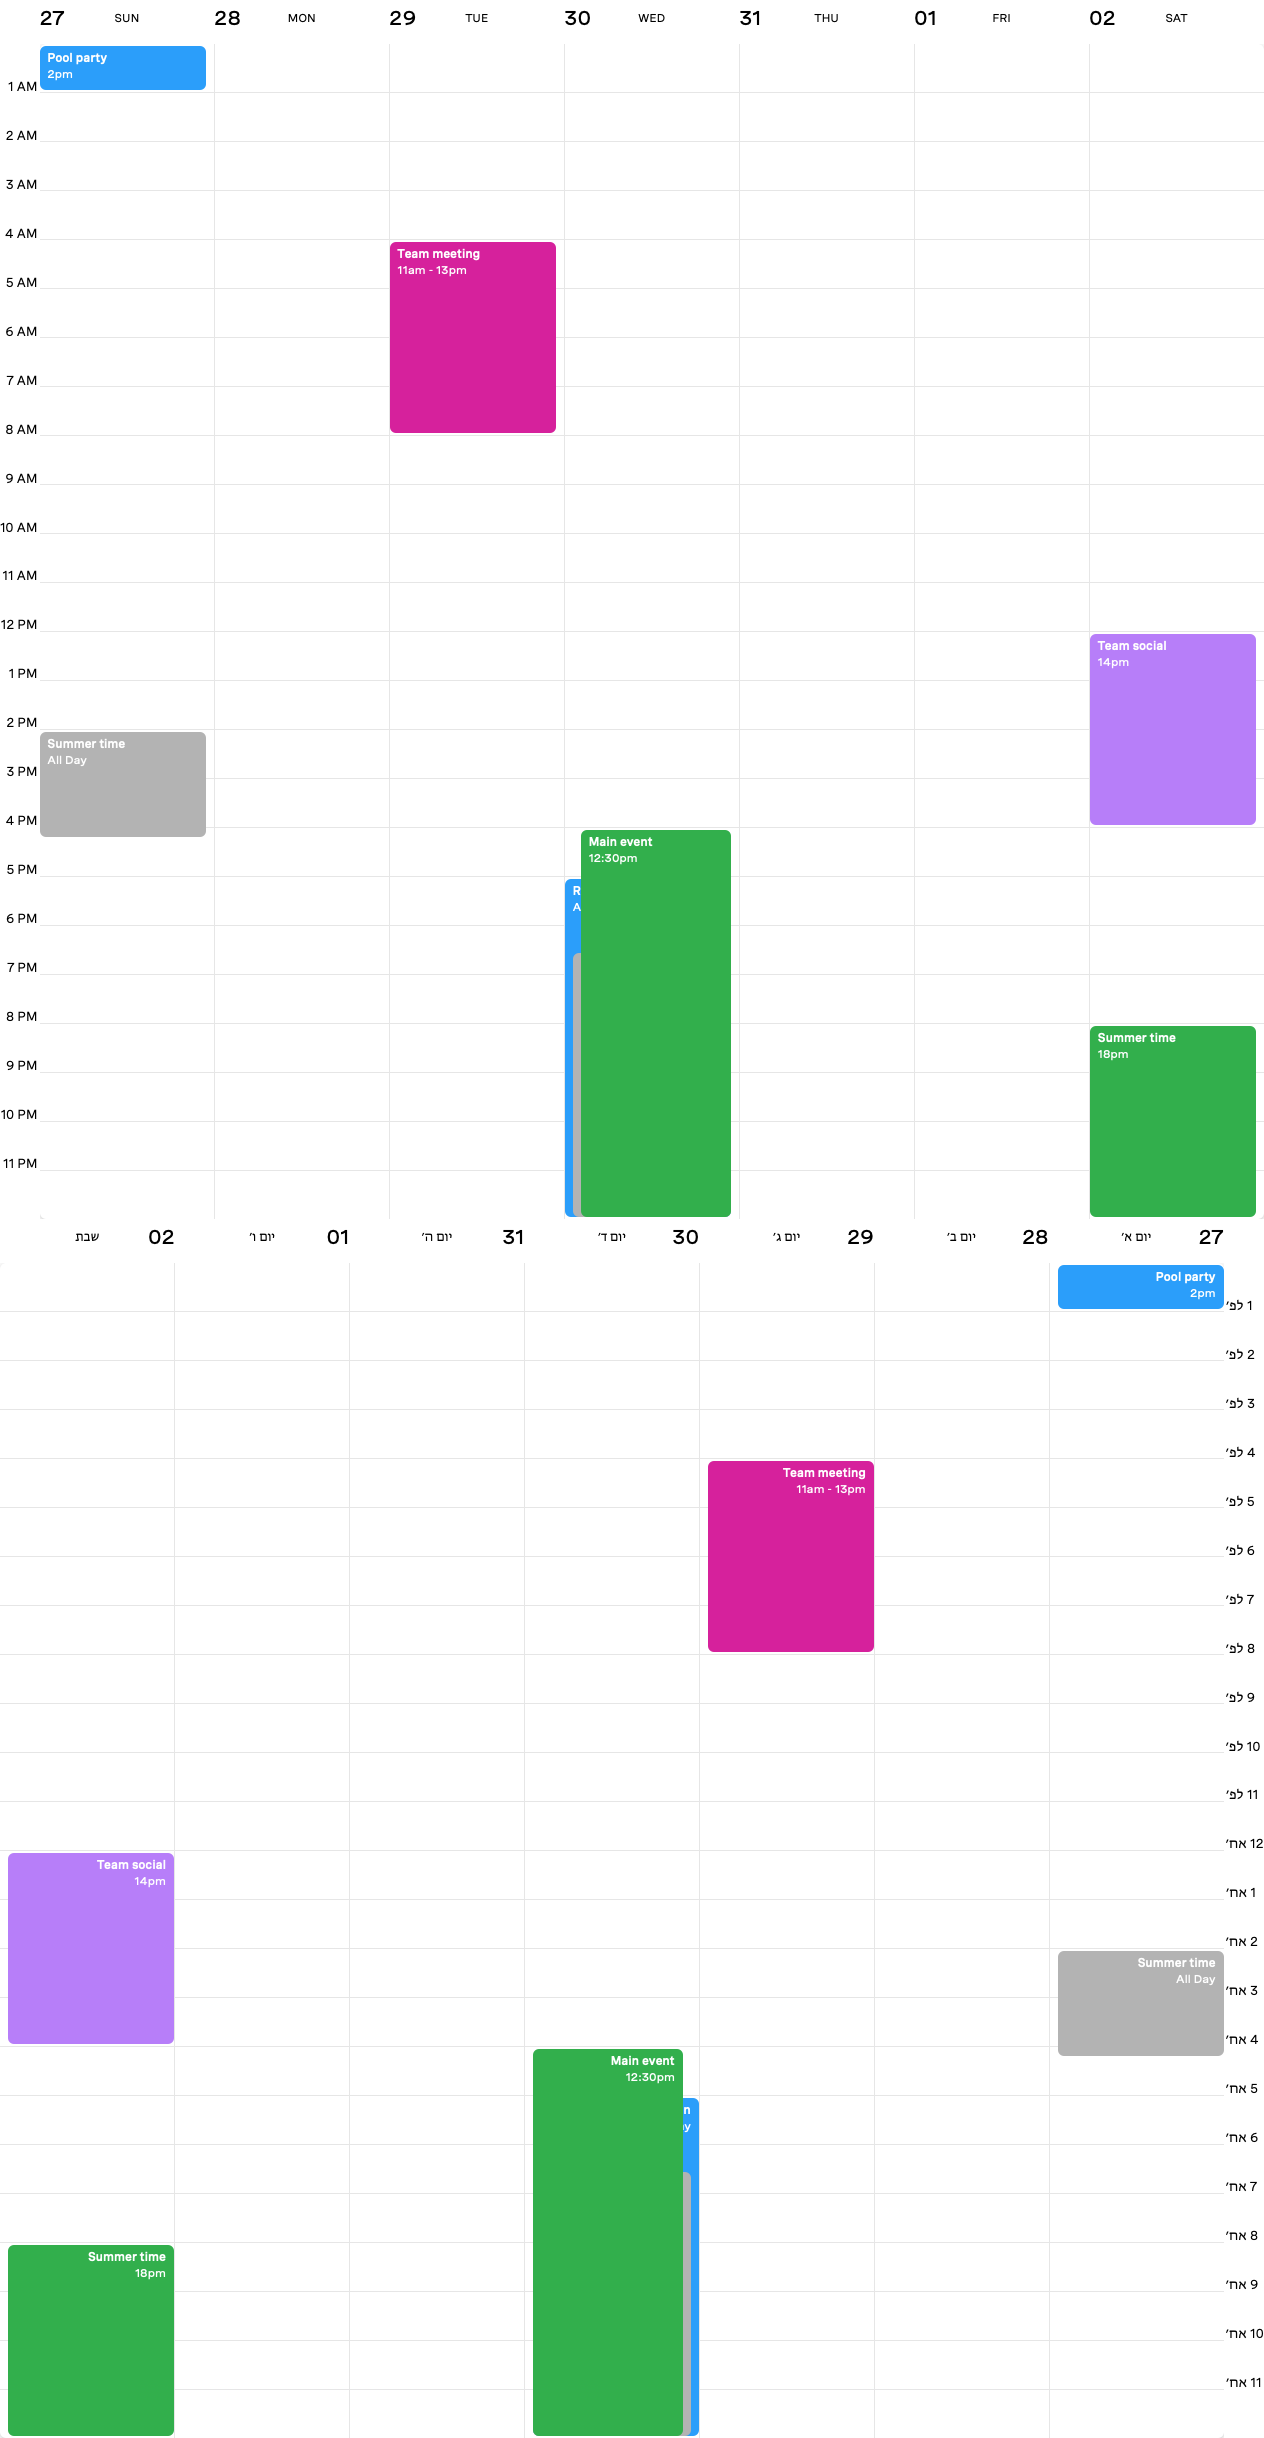 27 SUN 28 MON 29 TUE 30 WED 31 THU 01 FRI 02 SAT
Pool party
2pm
1 AM
2 AM
3 AM
4 AM
Team meeting
11am - 13pm
5 AM
6 AM
7 AM
8 AM
9 AM
10 AM
11 AM
12 PM
Team social
14pm
1 PM
2 PM
Summer time
All Day
3 PM
4 PM
Main event
12:30pm
5 PM
R
A
6 PM
7 PM
8 PM
Summer time
18pm
9 PM
10 PM
11 PM
27 יום א׳ 28 יום ב׳ 29 יום ג׳ 30 יום ד׳ 31 יום ה׳ 01 יום ו׳ 02 שבת
Pool party
2pm
1 לפ׳
2 לפ׳
3 לפ׳
4 לפ׳
Team meeting
11am - 13pm
5 לפ׳
6 לפ׳
7 לפ׳
8 לפ׳
9 לפ׳
10 לפ׳
11 לפ׳
12 אח׳
Team social
14pm
1 אח׳
2 אח׳
Summer time
All Day
3 אח׳
4 אח׳
Main event
12:30pm
5 אח׳
n
y
6 אח׳
7 אח׳
8 אח׳
Summer time
18pm
9 אח׳
10 אח׳
11 אח׳